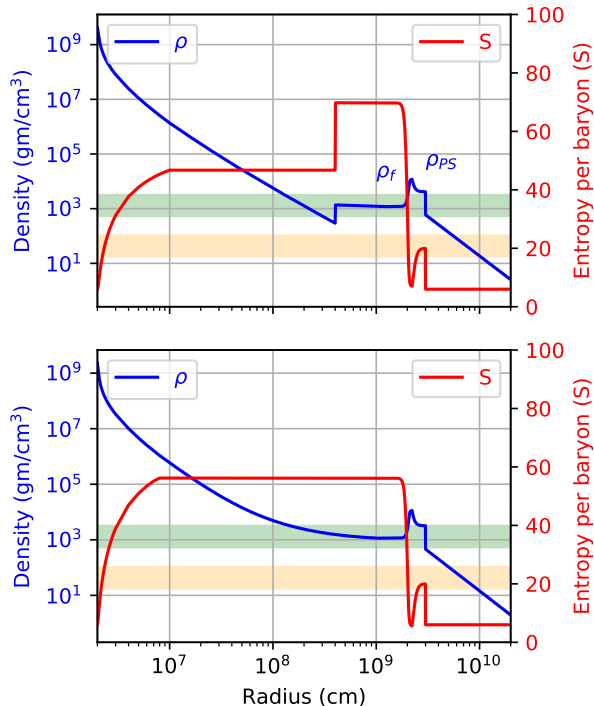 10⁹
10⁷
10⁵
10³
10¹
Density (gm/cm³)
ρ
S
ρ_f
ρ_PS
100
80
60
40
20
0
Entropy per baryon (S)
10⁹
10⁷
10⁵
10³
10¹
Density (gm/cm³)
ρ
S
100
80
60
40
20
0
Entropy per baryon (S)
10⁷
10⁸
10⁹
10¹⁰
Radius (cm)